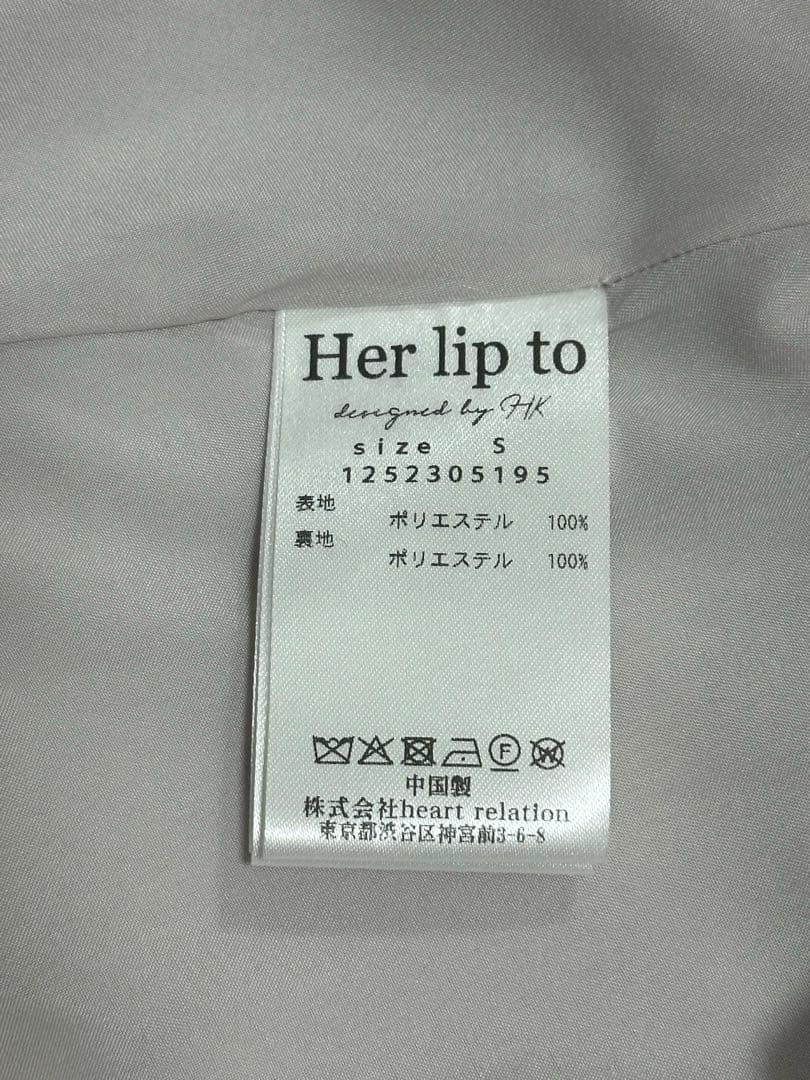 Her lip to
designed by HK
size S
1252305195
表地
ポリエステル 100%
裏地
ポリエステル 100%
F W
中国製
株式会社heart relation
東京都渋谷区神宮前3-6-8